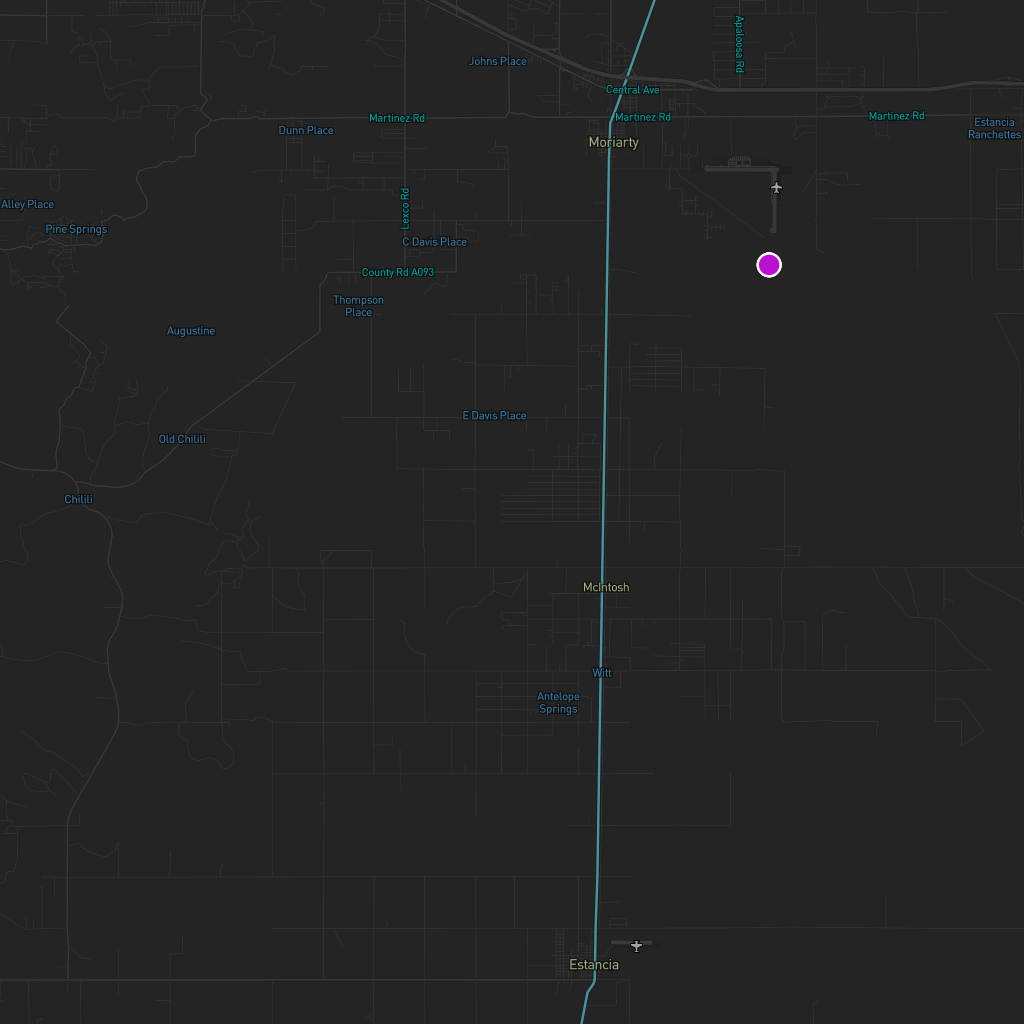 Apaloosa Rd
Johns Place
Central Ave
Martinez Rd
Martinez Rd
Martinez Rd
Estancia
Ranchettes
Dunn Place
Moriarty
Alley Place
Lexco Rd
Pine Springs
C Davis Place
County Rd A093
Thompson
Place
Augustine
E Davis Place
Old Chilili
Chilili
McIntosh
Witt
Antelope
Springs
Estancia